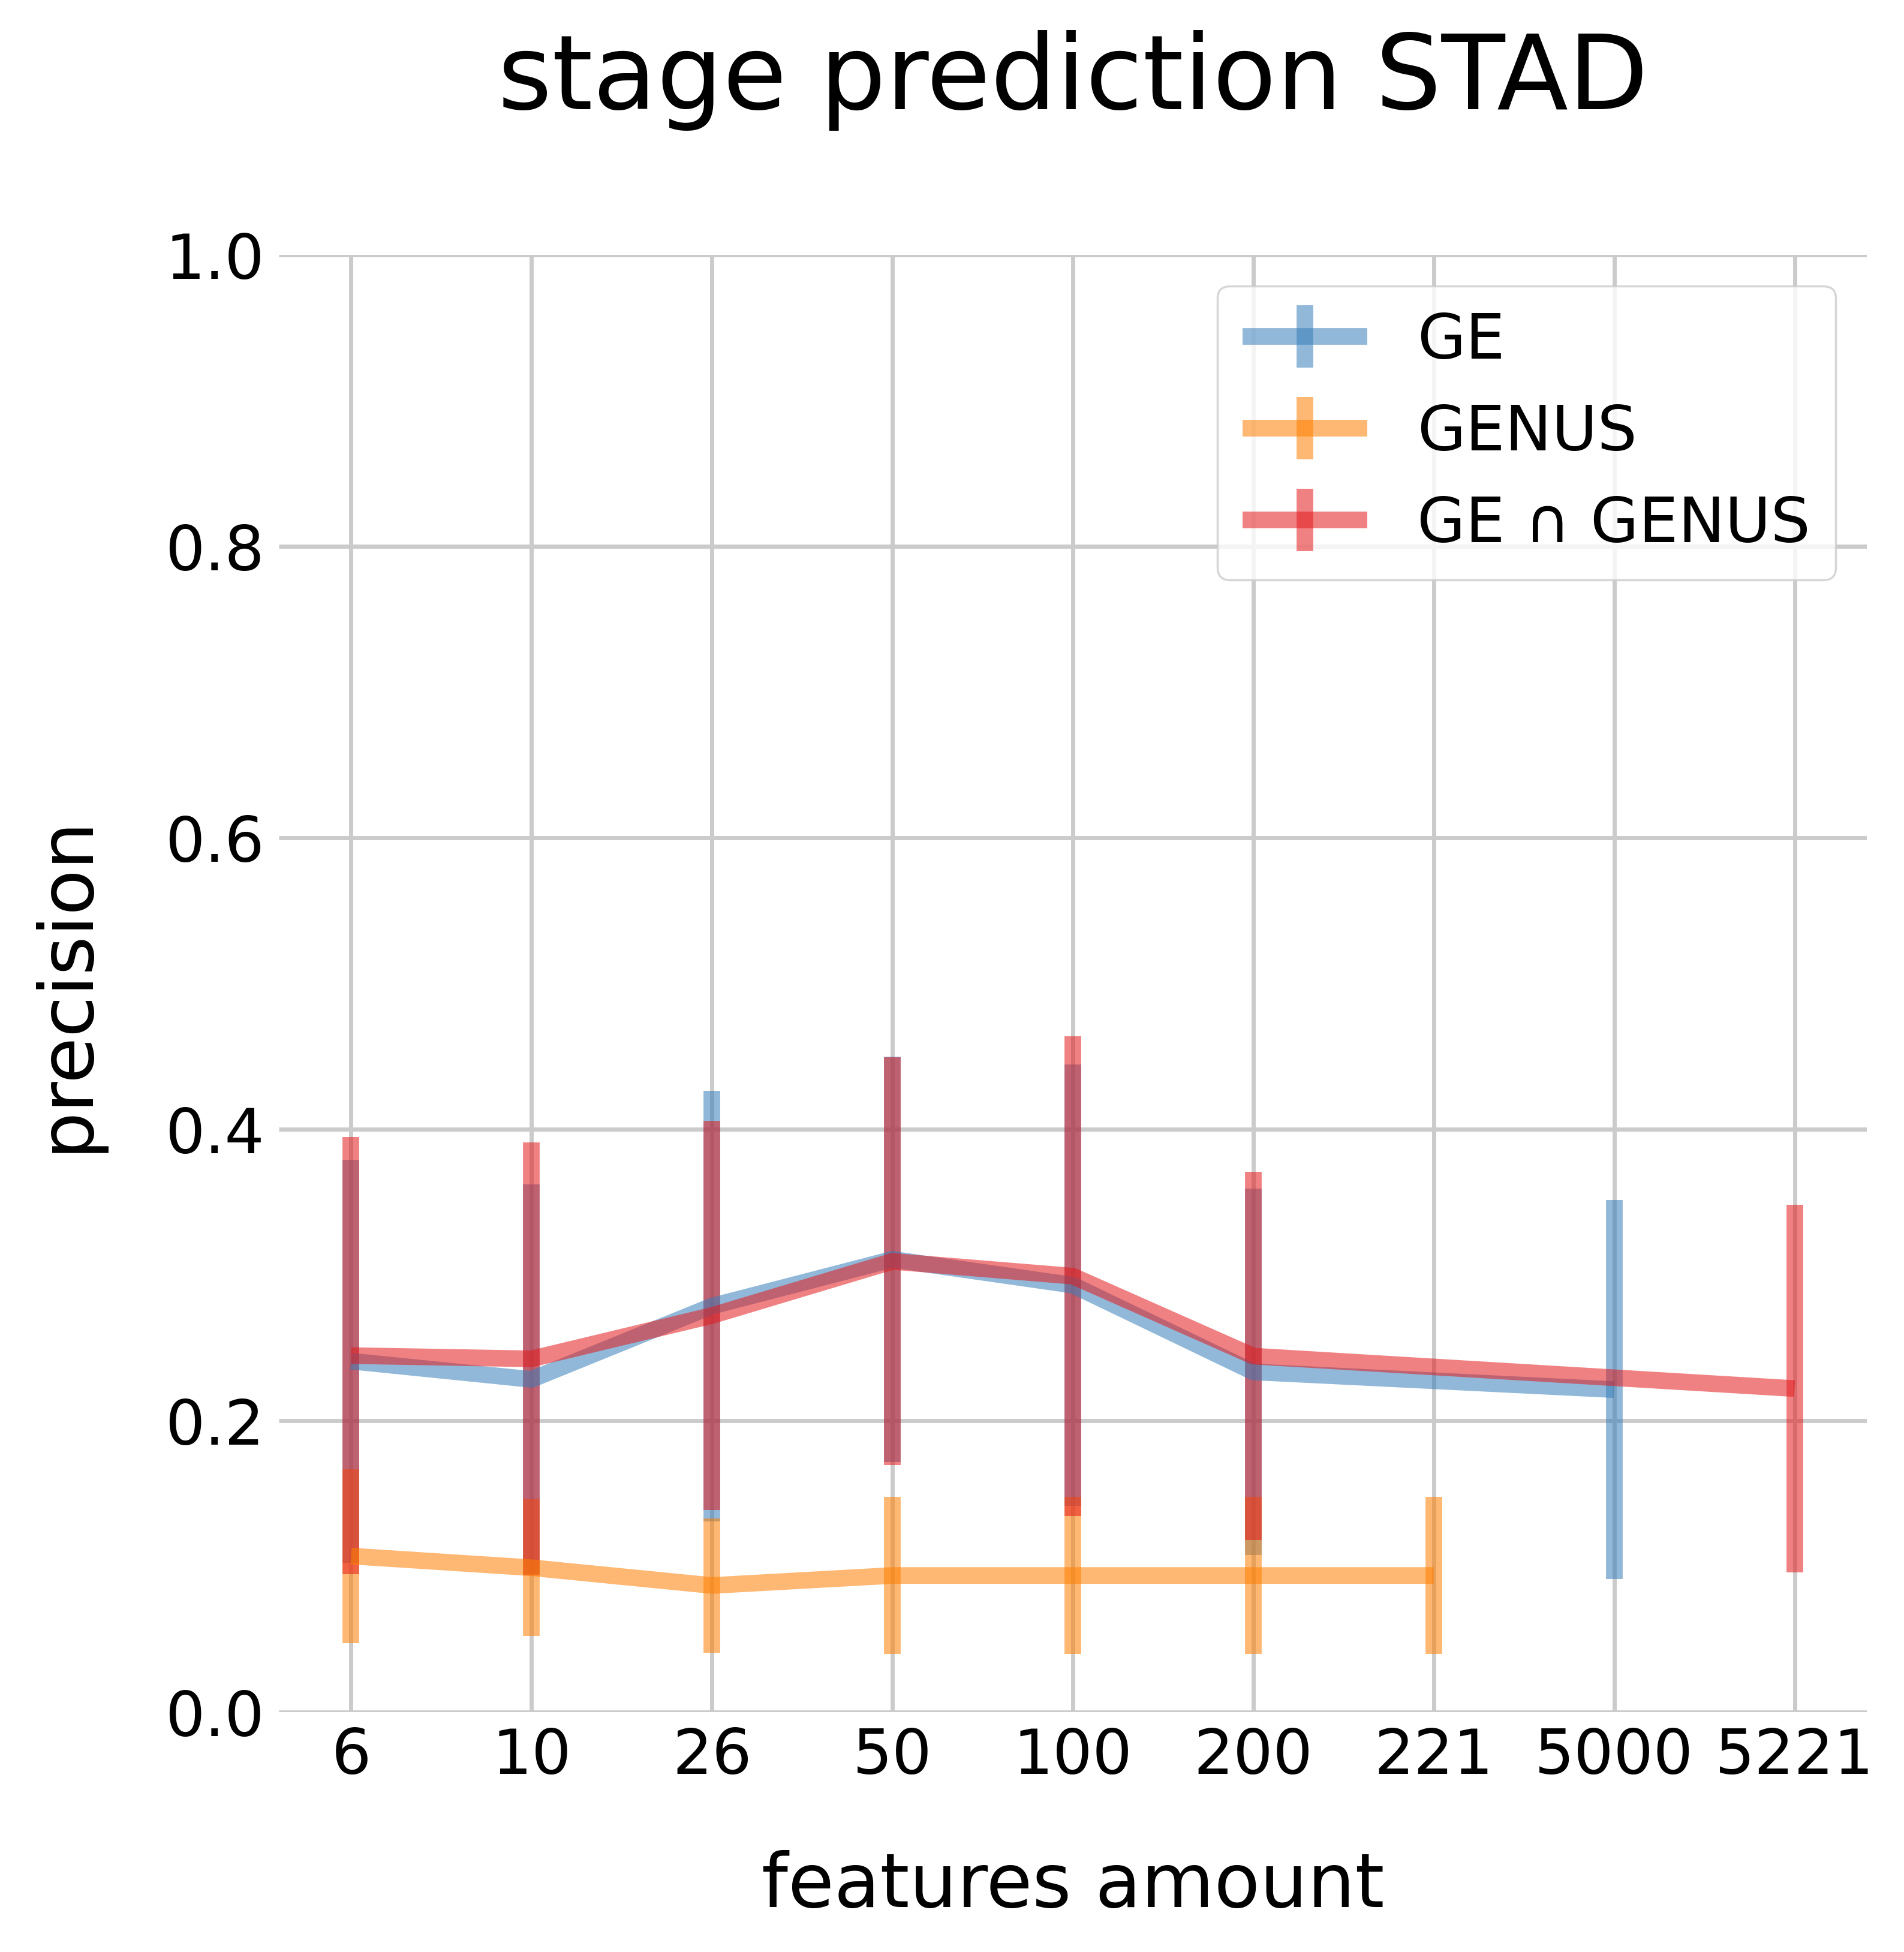 stage prediction STAD
1.0
0.8
0.6
0.4
0.2
0.0
precision
GE
GENUS
GE ∩ GENUS
6 10 26 50 100 200 221 5000 5221
features amount